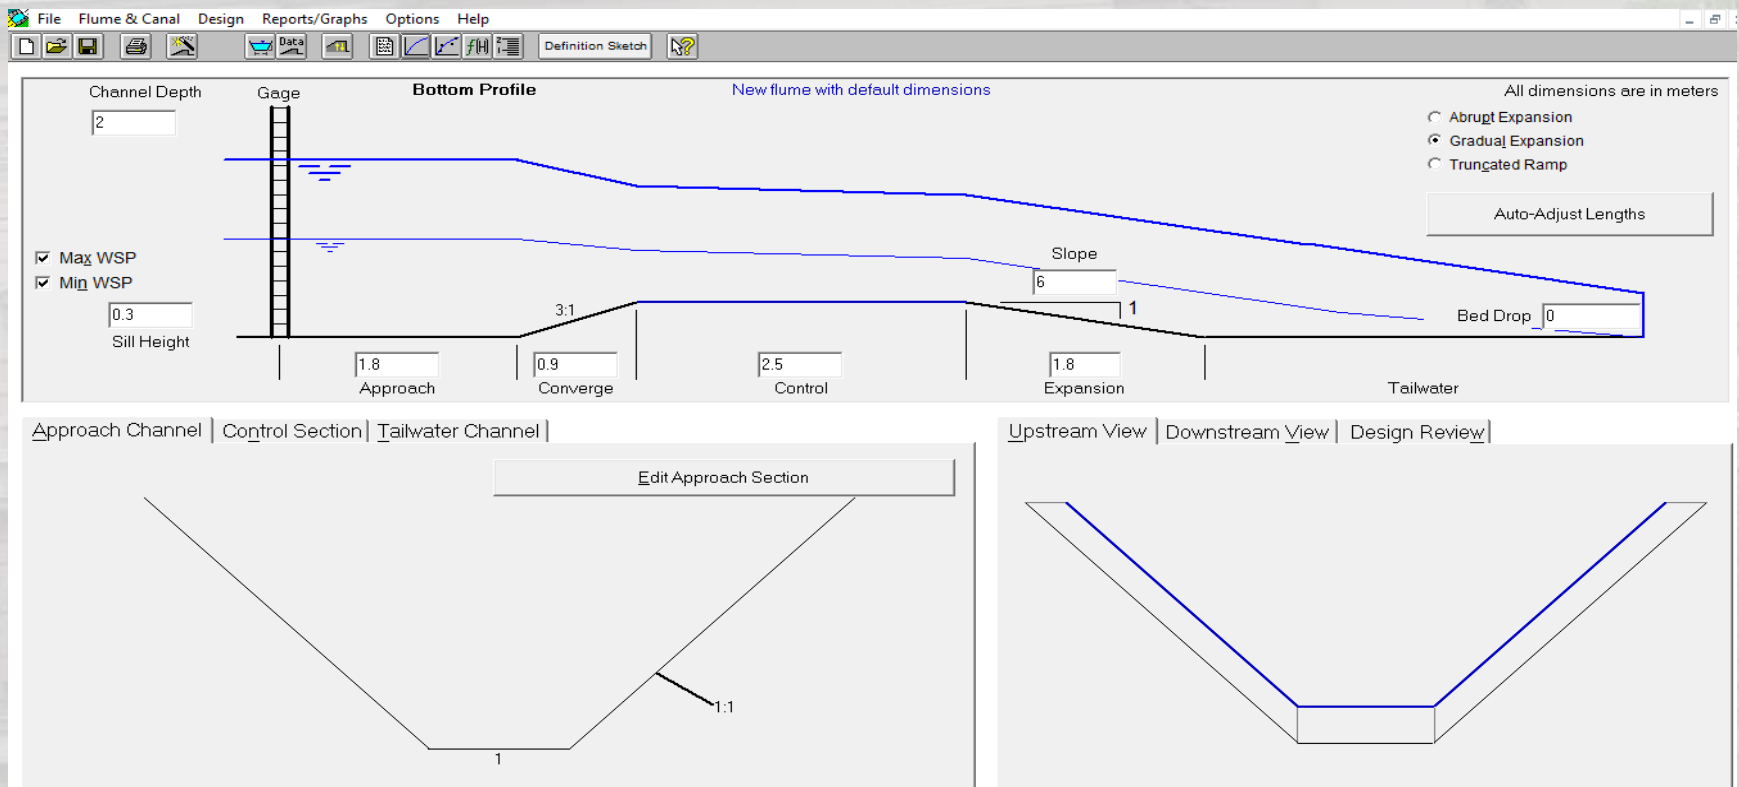 File Flume & Canal Design Reports/Graphs Options Help
Data ƒ(H) Definition Sketch
Channel Depth Gage Bottom Profile New flume with default dimensions All dimensions are in meters
2
Abrupt Expansion
Gradual Expansion
Truncated Ramp
Auto-Adjust Lengths
Max WSP
Min WSP
Slope
6
0.3
Sill Height
3:1
1
Bed Drop 0
1.8 0.9 2.5 1.8
Approach Converge Control Expansion Tailwater
Approach Channel Control Section Tailwater Channel
Edit Approach Section
1:1
1
Upstream View Downstream View Design Review